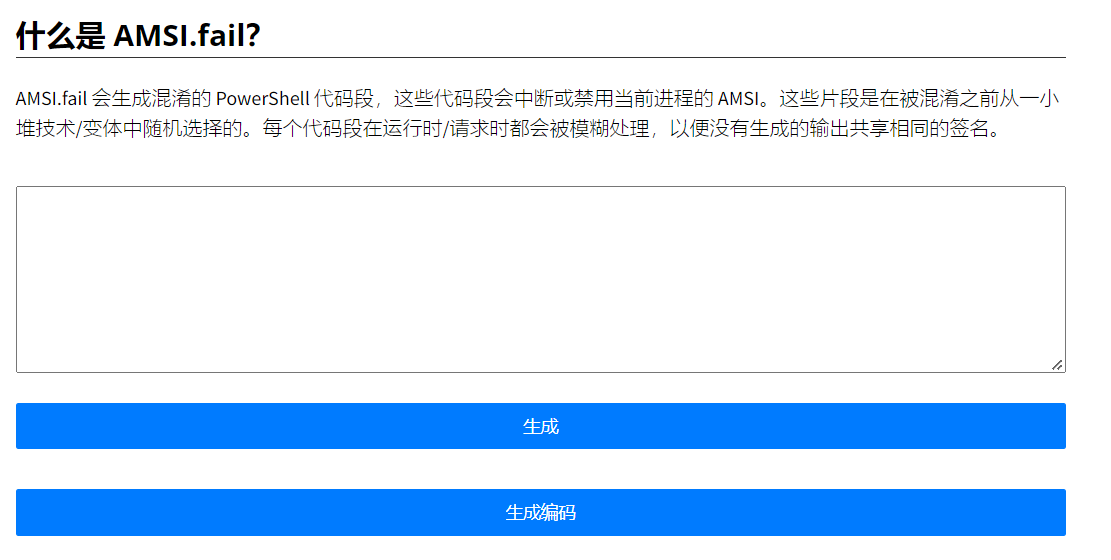 什么是 AMSI.fail?
AMSI.fail 会生成混淆的 PowerShell 代码段，这些代码段会中断或禁用当前进程的 AMSI。这些片段是在被混淆之前从一小
堆技术/变体中随机选择的。每个代码段在运行时/请求时都会被模糊处理，以便没有生成的输出共享相同的签名。
生成
生成编码